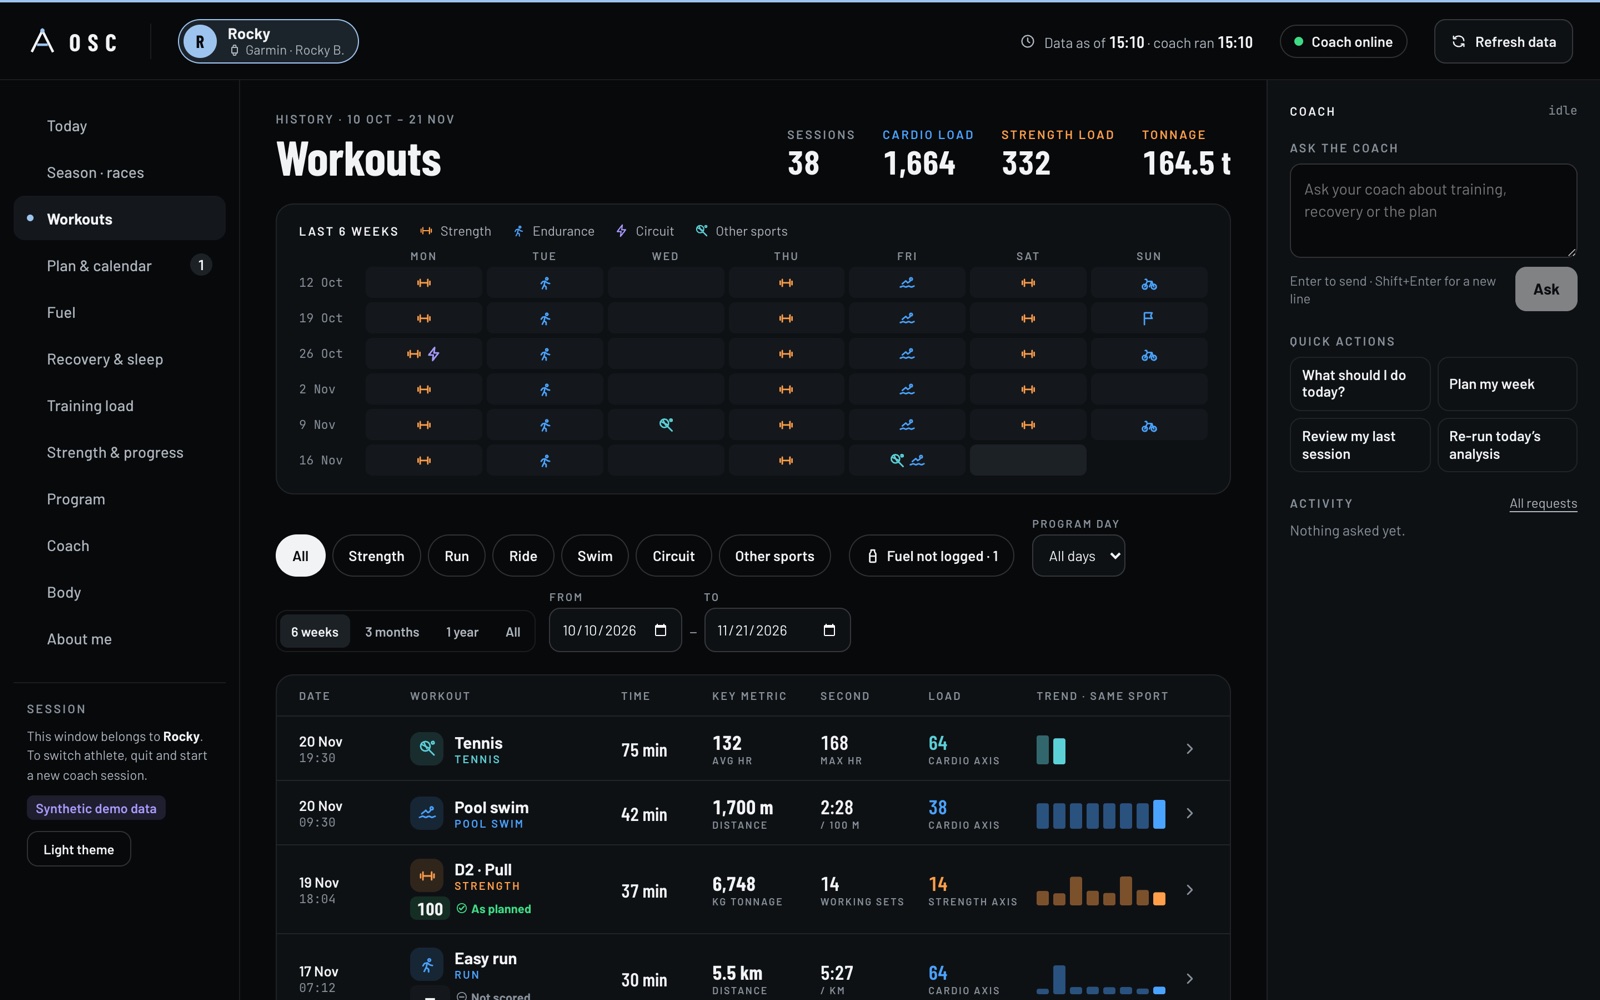 OSC
R
Rocky
Garmin · Rocky B.
Data as of 15:10 · coach ran 15:10
Coach online
Refresh data
Today
Season · races
Workouts
Plan & calendar
1
Fuel
Recovery & sleep
Training load
Strength & progress
Program
Coach
Body
About me
SESSION
This window belongs to Rocky.
To switch athlete, quit and start
a new coach session.
Synthetic demo data
Light theme
HISTORY · 10 OCT – 21 NOV
Workouts
SESSIONS
38
CARDIO LOAD
1,664
STRENGTH LOAD
332
TONNAGE
164.5 t
LAST 6 WEEKS
Strength
Endurance
Circuit
Other sports
MON TUE WED THU FRI SAT SUN
12 Oct
19 Oct
26 Oct
2 Nov
9 Nov
16 Nov
All
Strength
Run
Ride
Swim
Circuit
Other sports
Fuel not logged · 1
PROGRAM DAY
All days
6 weeks
3 months
1 year
All
FROM
10/10/2026
–
TO
11/21/2026
DATE WORKOUT TIME KEY METRIC SECOND LOAD TREND · SAME SPORT
20 Nov
19:30
Tennis
TENNIS
75 min
132
AVG HR
168
MAX HR
64
CARDIO AXIS
20 Nov
09:30
Pool swim
POOL SWIM
42 min
1,700 m
DISTANCE
2:28
/ 100 M
38
CARDIO AXIS
19 Nov
18:04
D2 · Pull
STRENGTH
100
As planned
37 min
6,748
KG TONNAGE
14
WORKING SETS
14
STRENGTH AXIS
17 Nov
07:12
Easy run
RUN
Not scored
30 min
5.5 km
DISTANCE
5:27
/ KM
64
CARDIO AXIS
COACH
idle
ASK THE COACH
Ask your coach about training,
recovery or the plan
Enter to send · Shift+Enter for a new
line
Ask
QUICK ACTIONS
What should I do
today?
Plan my week
Review my last
session
Re-run today's
analysis
ACTIVITY
All requests
Nothing asked yet.